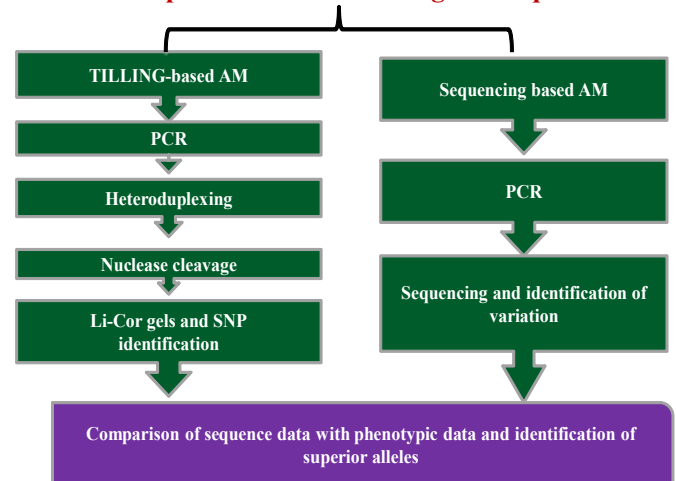 TILLING-based AM
PCR
Heteroduplexing
Nuclease cleavage
Li-Cor gels and SNP
identification
Sequencing based AM
PCR
Sequencing and identification of
variation
Comparison of sequence data with phenotypic data and identification of
superior alleles